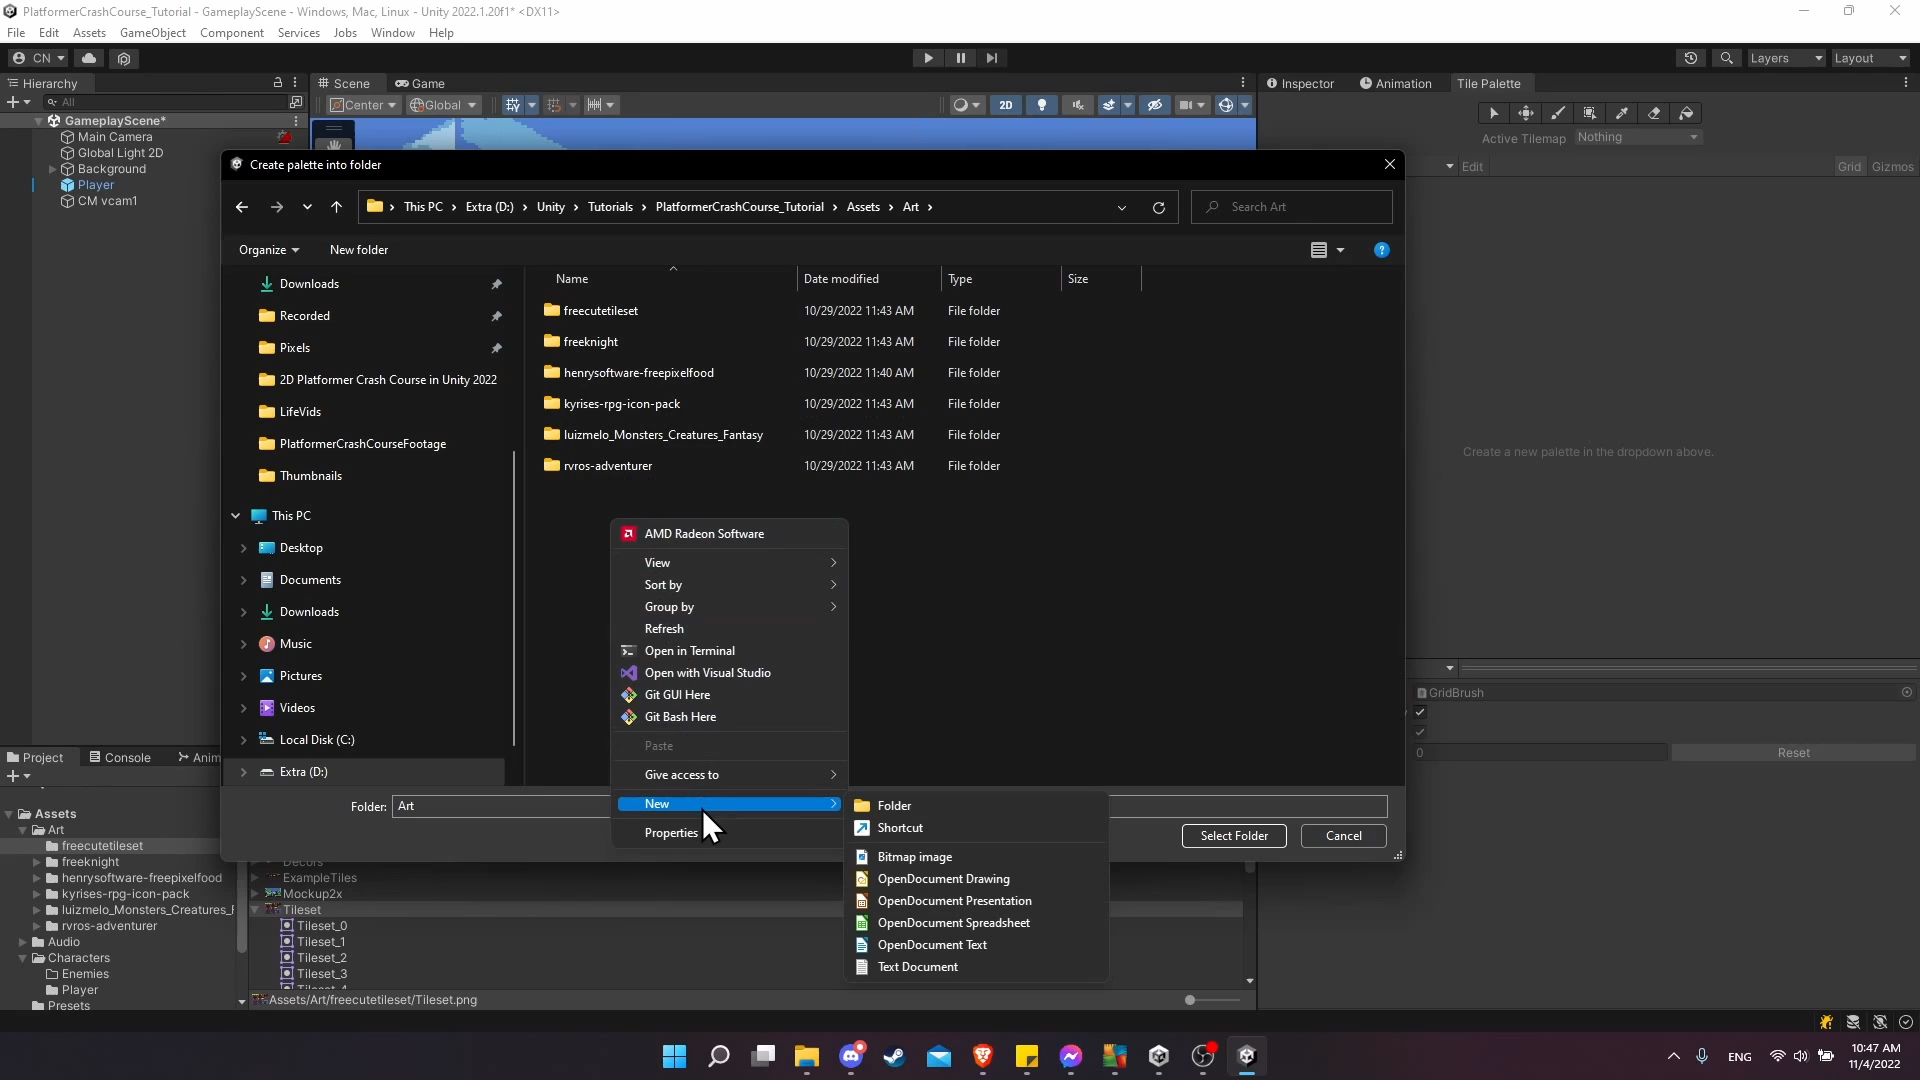 PlatformerCrashCourse_Tutorial - GameplayScene - Windows, Mac, Linux - Unity 2022.1.20f1* <DX11>
File Edit Assets GameObject Component Services Jobs Window Help
CN
Layers
Layout
Hierarchy
Scene
Game
Inspector
Animation
Tile Palette
All
Center
Global
2D
GameplayScene*
Main Camera
Global Light 2D
Background
Player
CM vcam1
Active Tilemap
Nothing
Edit
Grid
Gizmos
Create a new palette in the dropdown above.
GridBrush
0
Reset
Create palette into folder
This PC
Extra (D:)
Unity
Tutorials
PlatformerCrashCourse_Tutorial
Assets
Art
Search Art
Organize
New folder
Name
Date modified
Type
Size
Downloads
Recorded
Pixels
2D Platformer Crash Course in Unity 2022
LifeVids
PlatformerCrashCourseFootage
Thumbnails
This PC
Desktop
Documents
Downloads
Music
Pictures
Videos
Local Disk (C:)
Extra (D:)
freecutetileset 10/29/2022 11:43 AM File folder
freeknight 10/29/2022 11:43 AM File folder
henrysoftware-freepixelfood 10/29/2022 11:40 AM File folder
kyrises-rpg-icon-pack 10/29/2022 11:43 AM File folder
luizmelo_Monsters_Creatures_Fantasy 10/29/2022 11:43 AM File folder
rvros-adventurer 10/29/2022 11:43 AM File folder
AMD Radeon Software
View
Sort by
Group by
Refresh
Open in Terminal
Open with Visual Studio
Git GUI Here
Git Bash Here
Paste
Give access to
New
Properties
Folder
Shortcut
Bitmap image
OpenDocument Drawing
OpenDocument Presentation
OpenDocument Spreadsheet
OpenDocument Text
Text Document
Folder: Art
Select Folder
Cancel
Project
Console
Anim
Assets
Art
freecutetileset
freeknight
henrysoftware-freepixelfood
kyrises-rpg-icon-pack
luizmelo_Monsters_Creatures_F
rvros-adventurer
Audio
Characters
Enemies
Player
Presets
Decors
ExampleTiles
Mockup2x
Tileset
Tileset_0
Tileset_1
Tileset_2
Tileset_3
Assets/Art/freecutetileset/Tileset.png
ENG
10:47 AM
11/4/2022